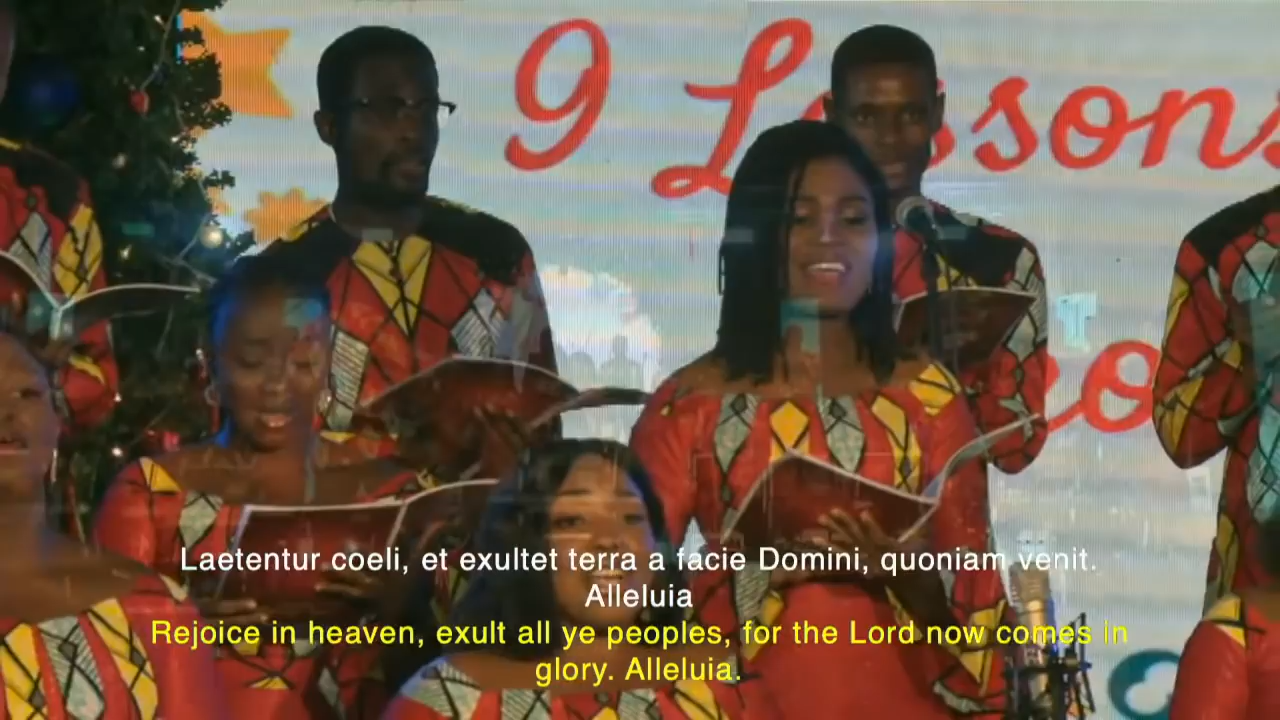 9 Lessons
Laetentur coeli, et exultet terra a facie Domini, quoniam venit.
Alleluia
Rejoice in heaven, exult all ye peoples, for the Lord now comes in
glory. Alleluia.